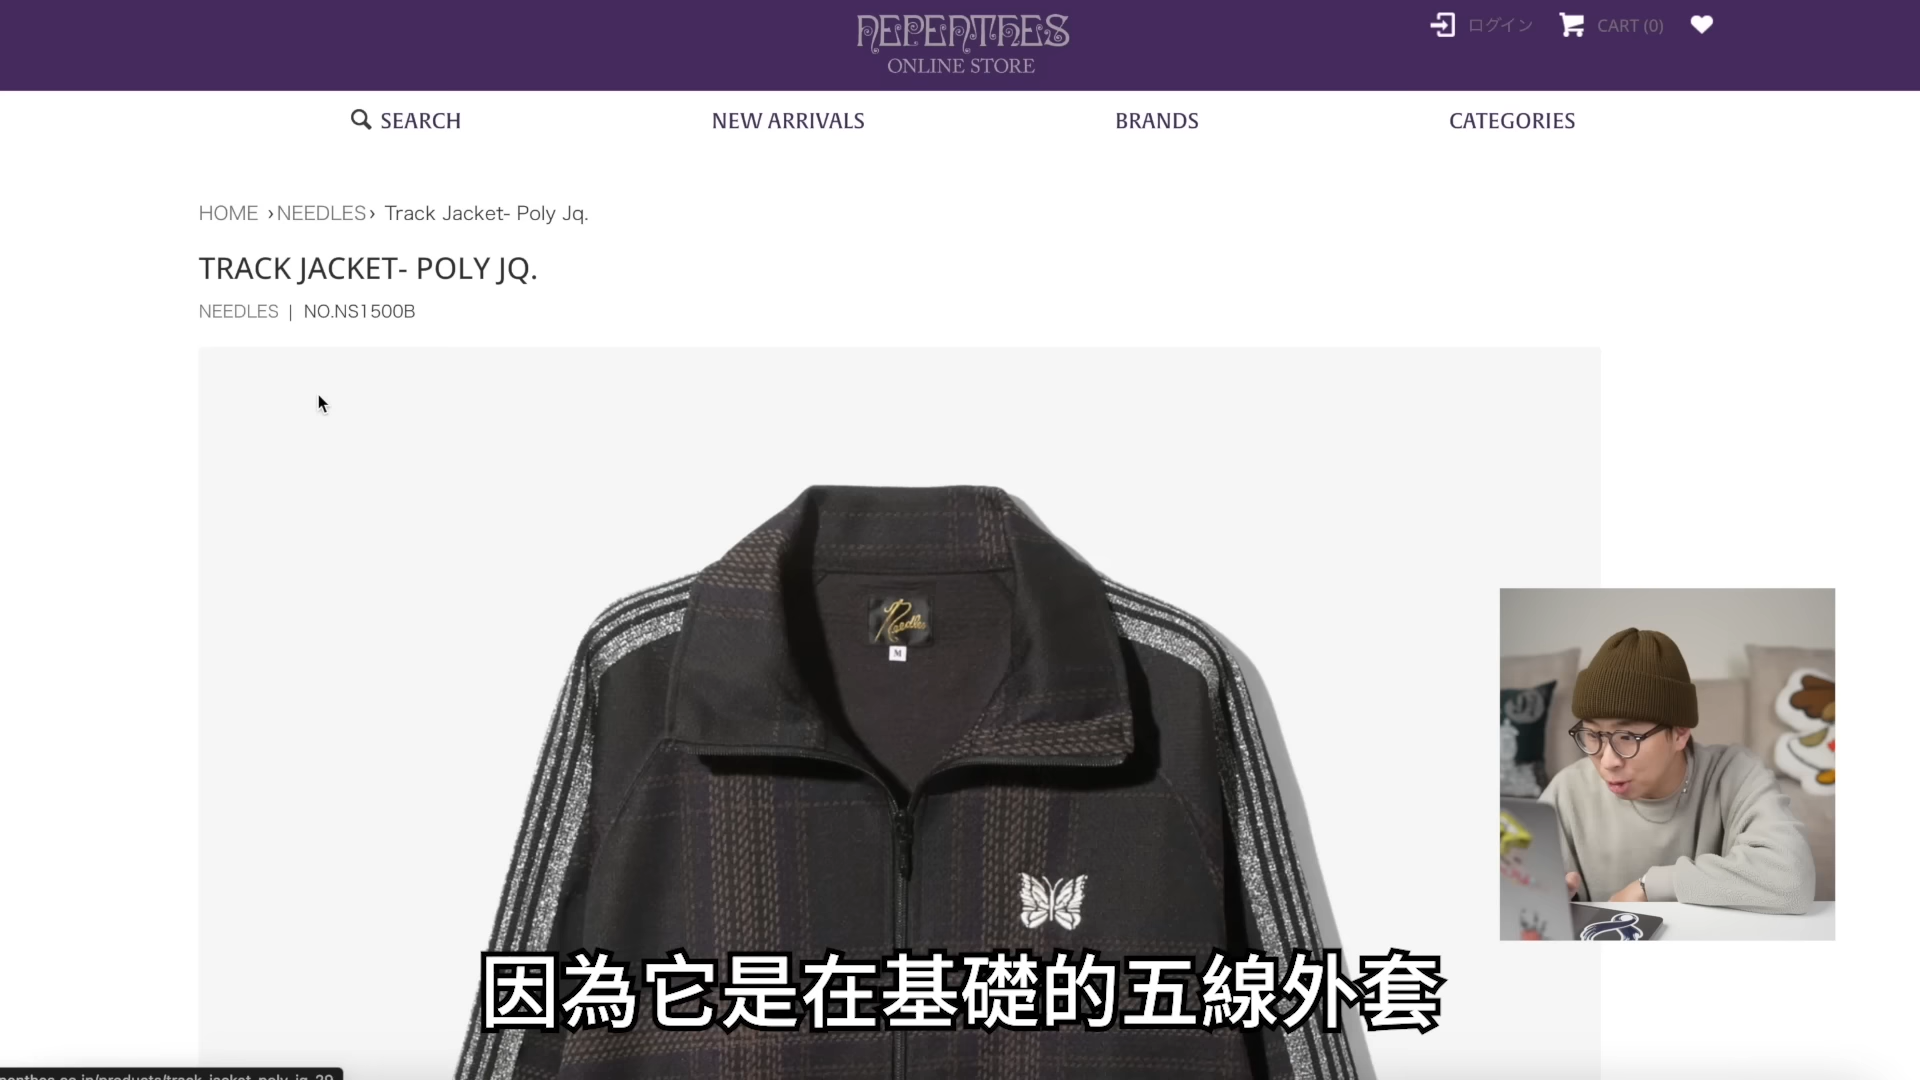 NEPENTHES
ONLINE STORE
ログイン
CART (0)
SEARCH
NEW ARRIVALS
BRANDS
CATEGORIES
HOME › NEEDLES › Track Jacket- Poly Jq.
TRACK JACKET- POLY JQ.
NEEDLES | NO.NS1500B
Needles
M
因為它是在基礎的五線外套